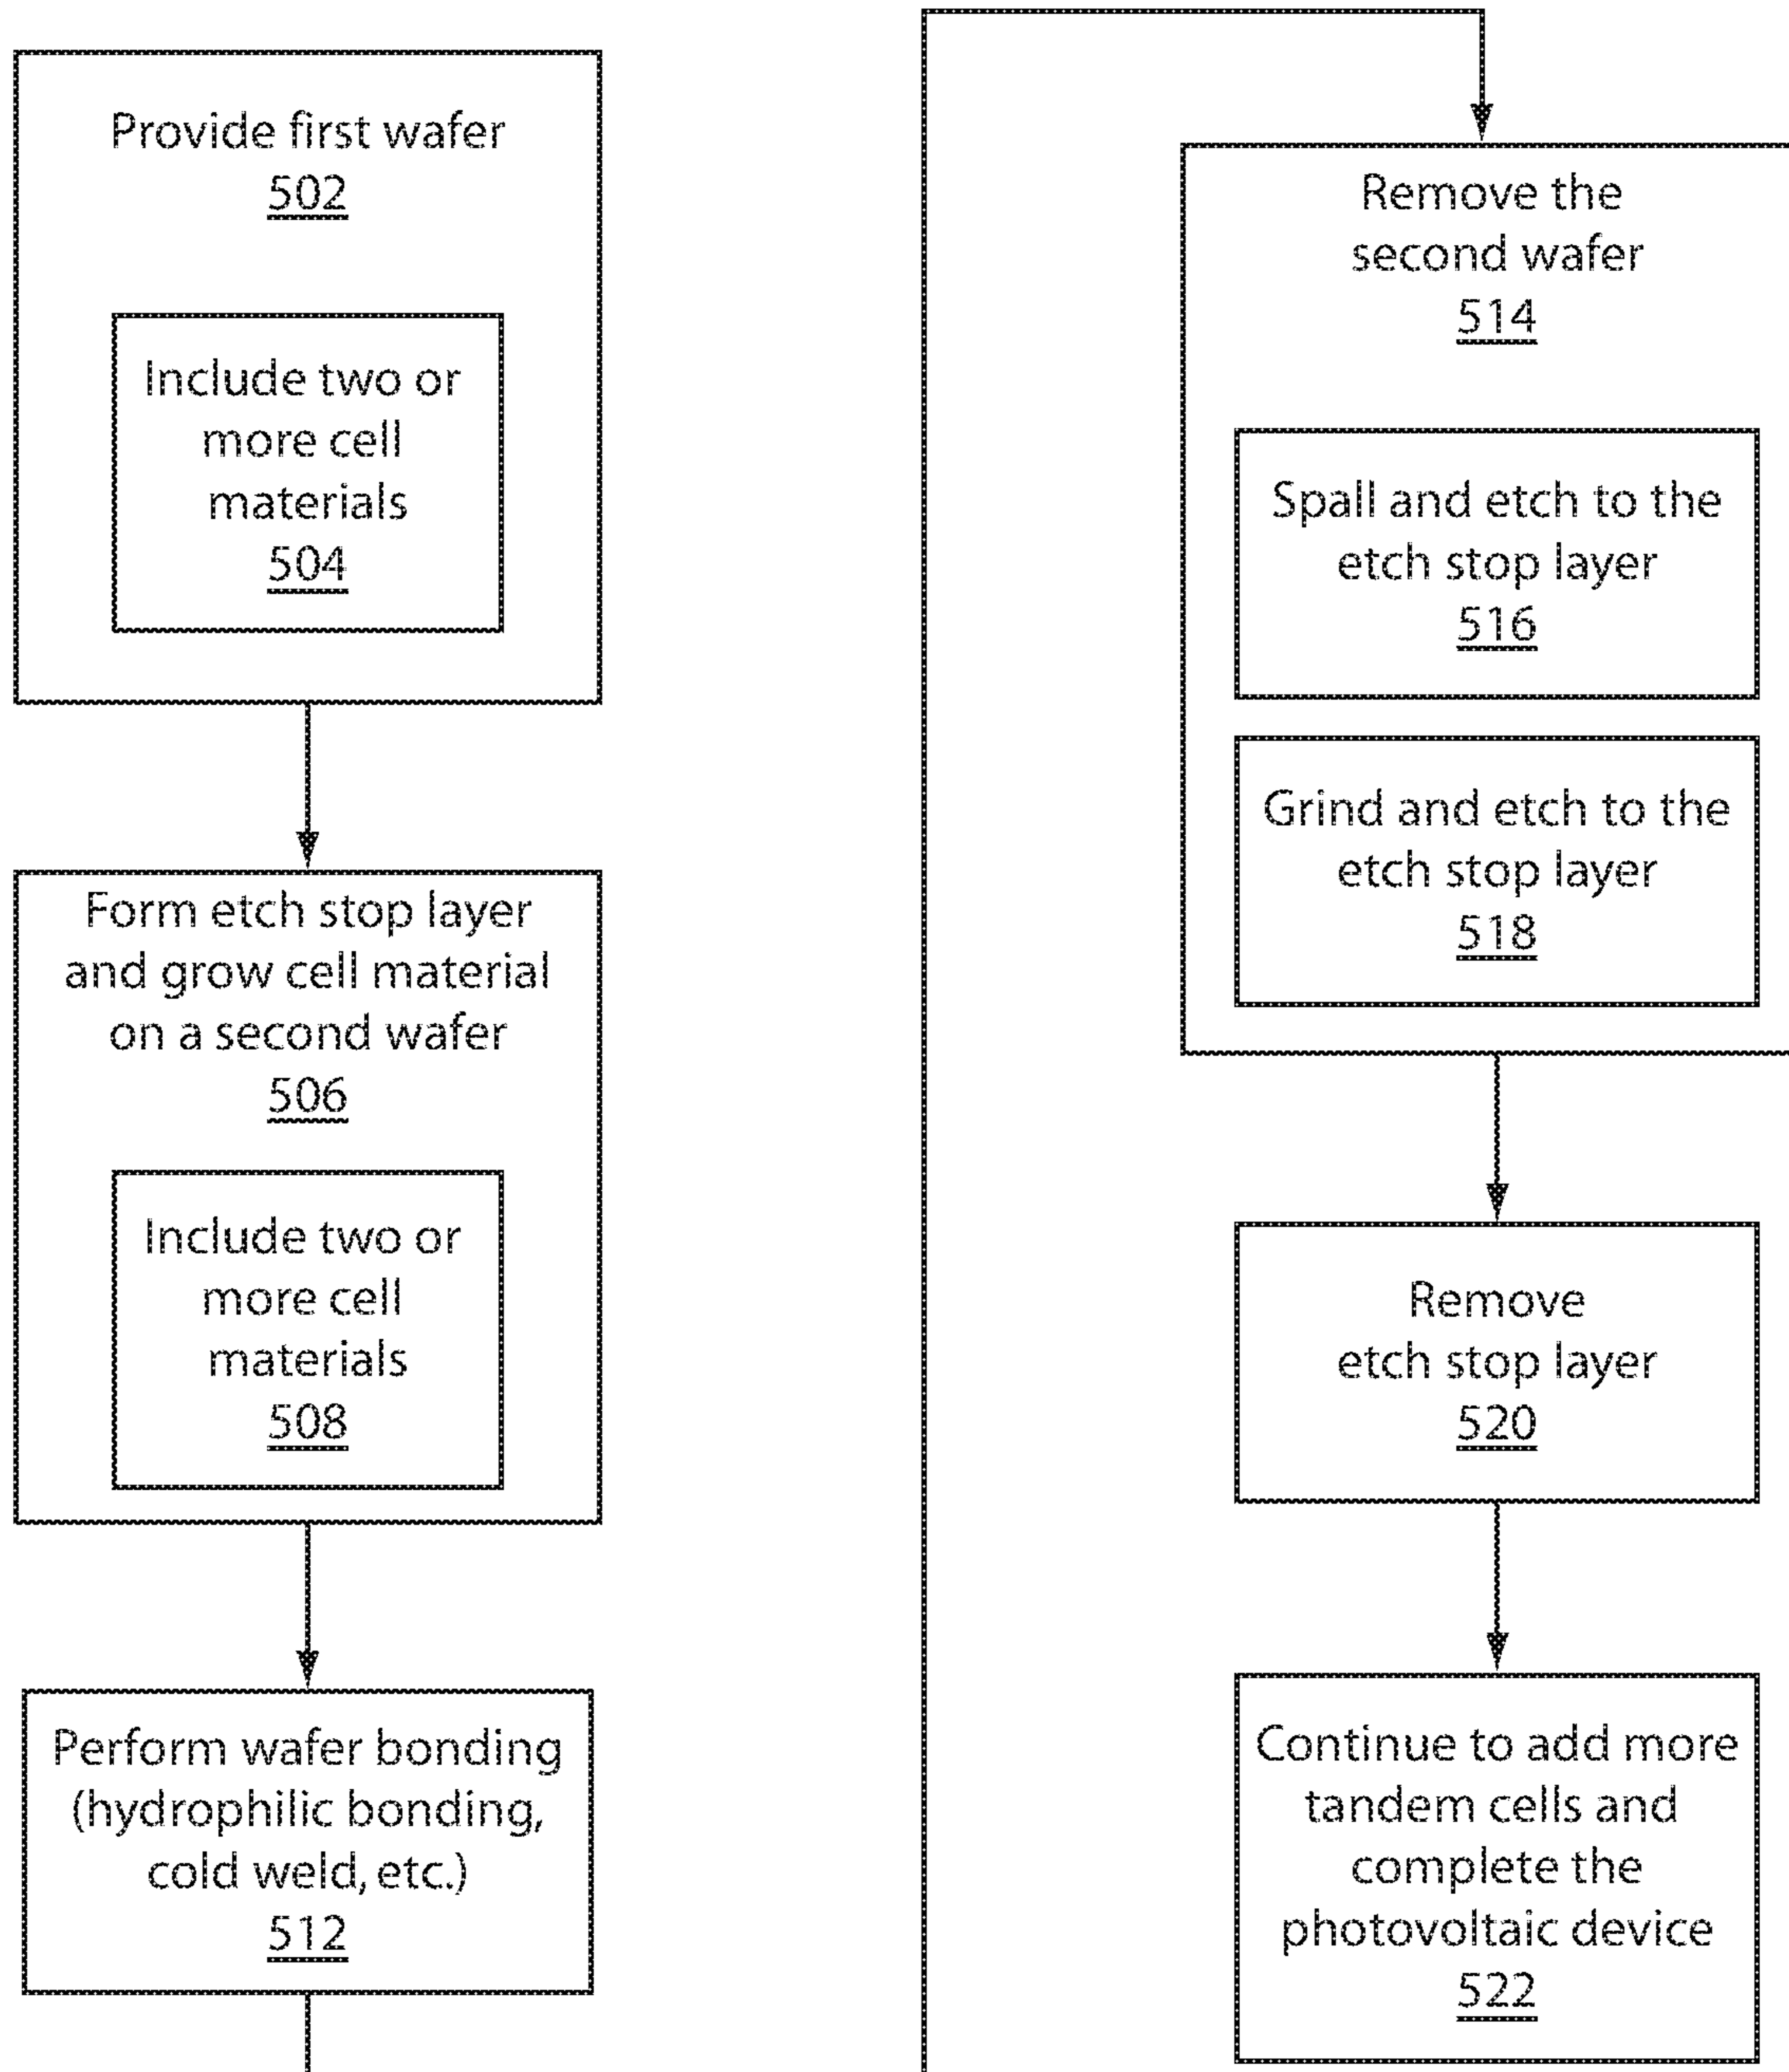 Provide first wafer
502
Include two or
more cell
materials
504
Form etch stop layer
and grow cell material
on a second wafer
506
Include two or
more cell
materials
508
Perform wafer bonding
(hydrophilic bonding,
cold weld, etc.)
512
Remove the
second wafer
514
Spall and etch to the
etch stop layer
516
Grind and etch to the
etch stop layer
518
Remove
etch stop layer
520
Continue to add more
tandem cells and
complete the
photovoltaic device
522